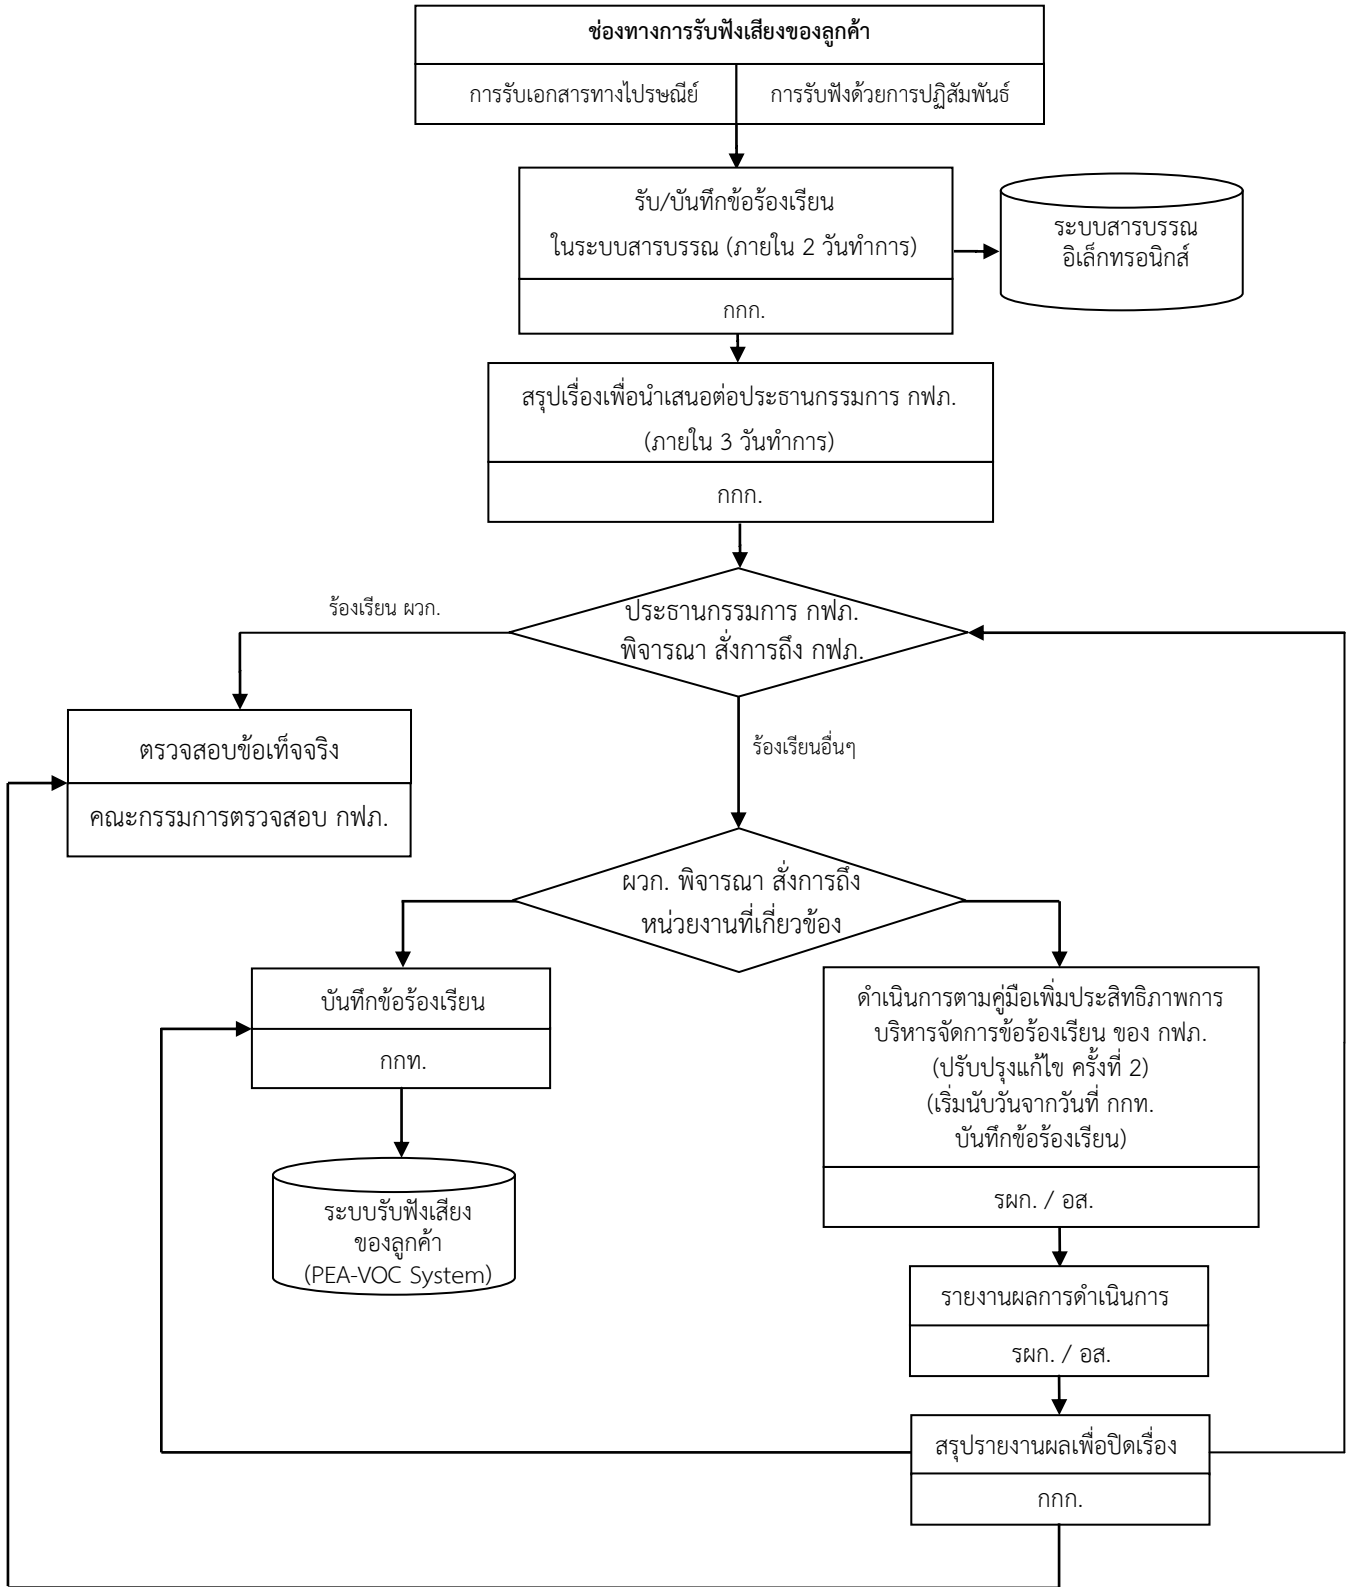 ช่องทางการรับฟังเสียงของลูกค้า
การรับเอกสารทางไปรษณีย์
การรับฟังด้วยการปฏิสัมพันธ์
รับ/บันทึกข้อร้องเรียน
ในระบบสารบรรณ (ภายใน 2 วันทำการ)
กกก.
ระบบสารบรรณ
อิเล็กทรอนิกส์
สรุปเรื่องเพื่อนำเสนอต่อประธานกรรมการ กฟภ.
(ภายใน 3 วันทำการ)
กกก.
ร้องเรียน ผวก.
ประธานกรรมการ กฟภ.
พิจารณา สั่งการถึง กฟภ.
ตรวจสอบข้อเท็จจริง
คณะกรรมการตรวจสอบ กฟภ.
ร้องเรียนอื่นๆ
ผวก. พิจารณา สั่งการถึง
หน่วยงานที่เกี่ยวข้อง
บันทึกข้อร้องเรียน
กกท.
ระบบรับฟังเสียง
ของลูกค้า
(PEA-VOC System)
ดำเนินการตามคู่มือเพิ่มประสิทธิภาพการ
บริหารจัดการข้อร้องเรียน ของ กฟภ.
(ปรับปรุงแก้ไข ครั้งที่ 2)
(เริ่มนับวันจากวันที่ กกท.
บันทึกข้อร้องเรียน)
รผก. / อส.
รายงานผลการดำเนินการ
รผก. / อส.
สรุปรายงานผลเพื่อปิดเรื่อง
กกก.